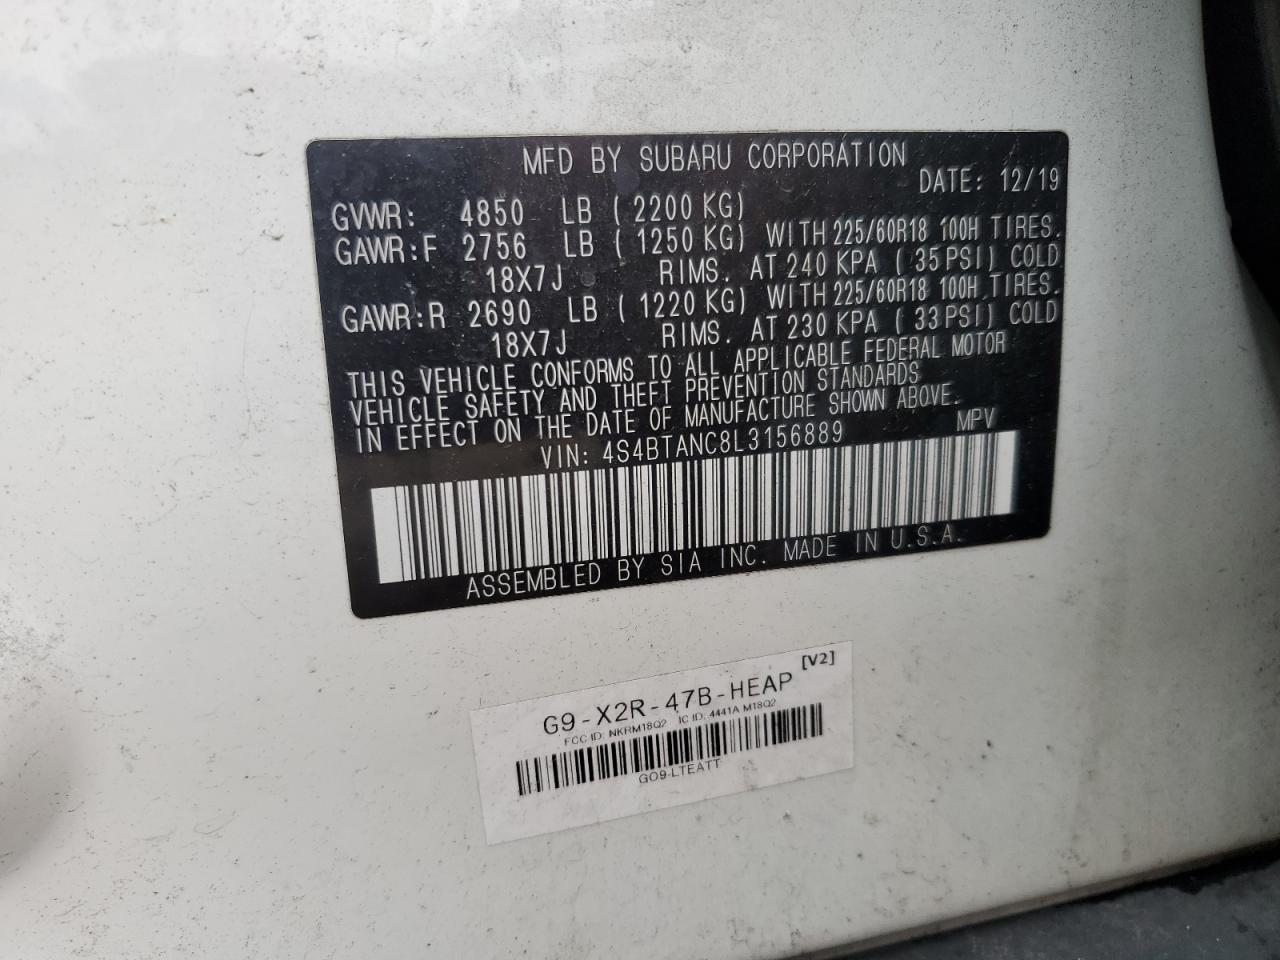 MFD BY SUBARU CORPORATION
DATE: 12/19
GVWR: 4850 LB (2200 KG)
GAWR:F 2756 LB (1250 KG) WITH 225/60R18 100H TIRES.
18X7J RIMS. AT 240 KPA (35 PSI) COLD
GAWR:R 2690 LB (1220 KG) WITH 225/60R18 100H TIRES.
18X7J RIMS. AT 230 KPA (33 PSI) COLD
THIS VEHICLE CONFORMS TO ALL APPLICABLE FEDERAL MOTOR
VEHICLE SAFETY AND THEFT PREVENTION STANDARDS
IN EFFECT ON THE DATE OF MANUFACTURE SHOWN ABOVE.
VIN: 4S4BTANC8L3156889 MPV
ASSEMBLED BY SIA INC. MADE IN U.S.A.
[V2]
G9-X2R-47B-HEAP
FCC ID: NKRM18Q2 IC ID: 4441A M18Q2
GO9-LTEATT